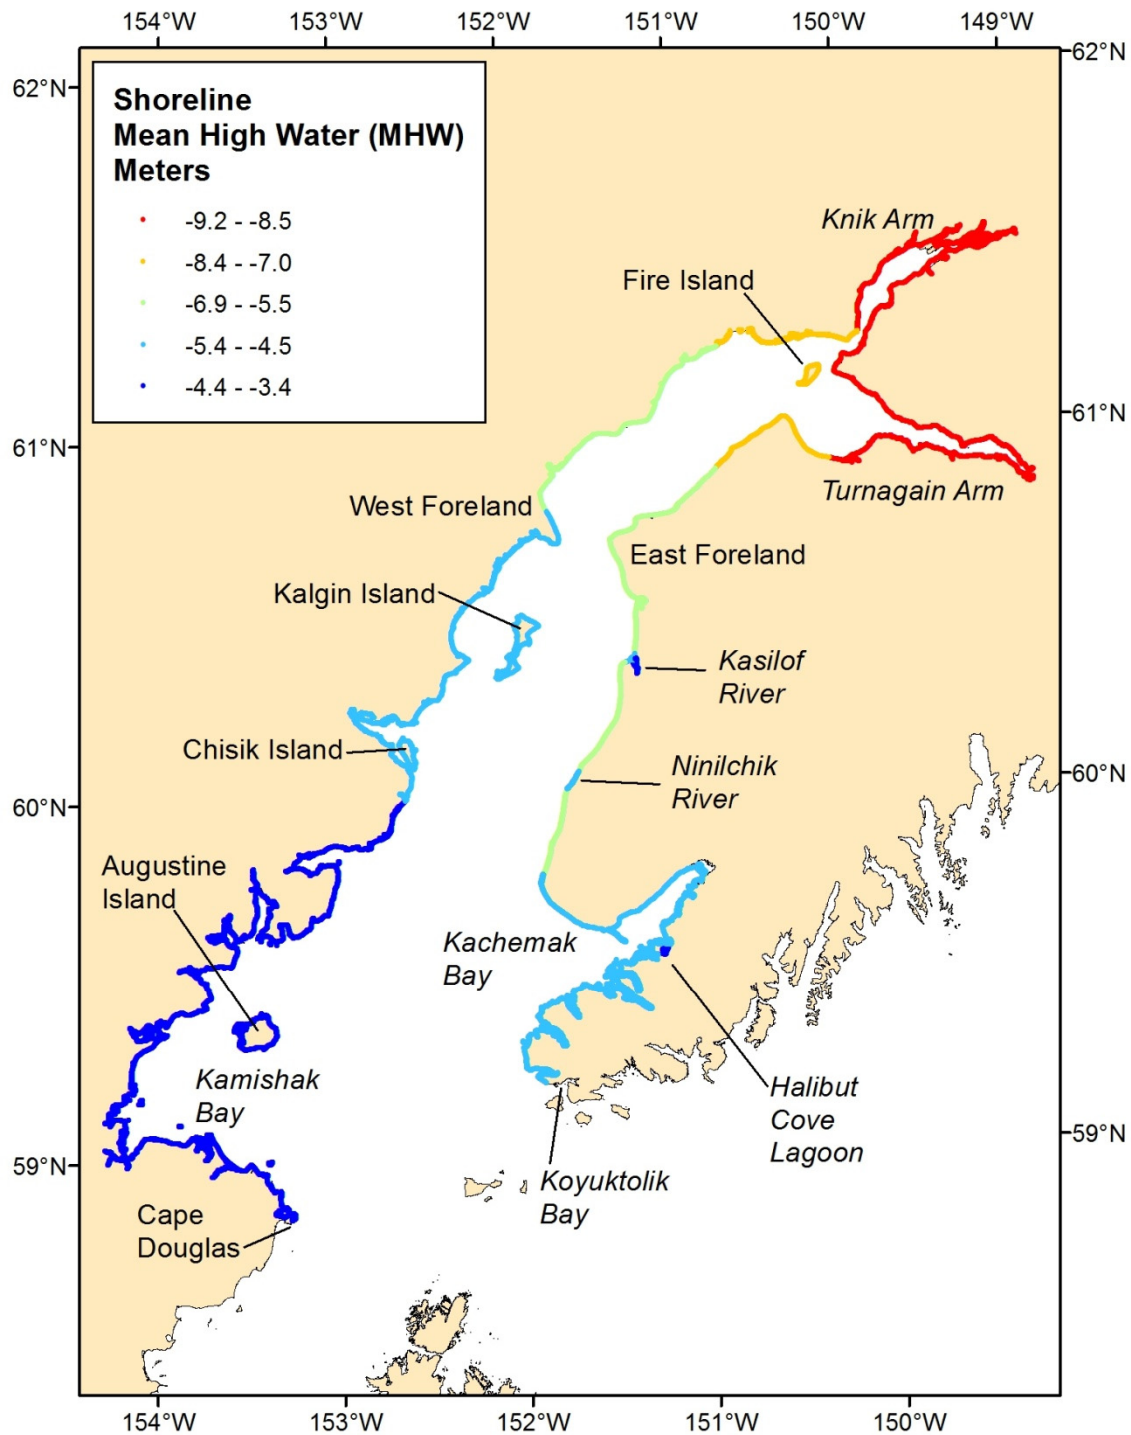 154°W 153°W 152°W 151°W 150°W 149°W
62°N
62°N
Shoreline
Mean High Water (MHW)
Meters
-9.2 - -8.5
-8.4 - -7.0
-6.9 - -5.5
-5.4 - -4.5
-4.4 - -3.4
Knik Arm
Fire Island
61°N
61°N
Turnagain Arm
West Foreland
East Foreland
Kalgin Island
Kasilof
River
Chisik Island
Ninilchik
River
60°N
60°N
Augustine
Island
Kachemak
Bay
Kamishak
Bay
Halibut
Cove
Lagoon
59°N
59°N
Koyuktolik
Bay
Cape
Douglas
154°W 153°W 152°W 151°W 150°W